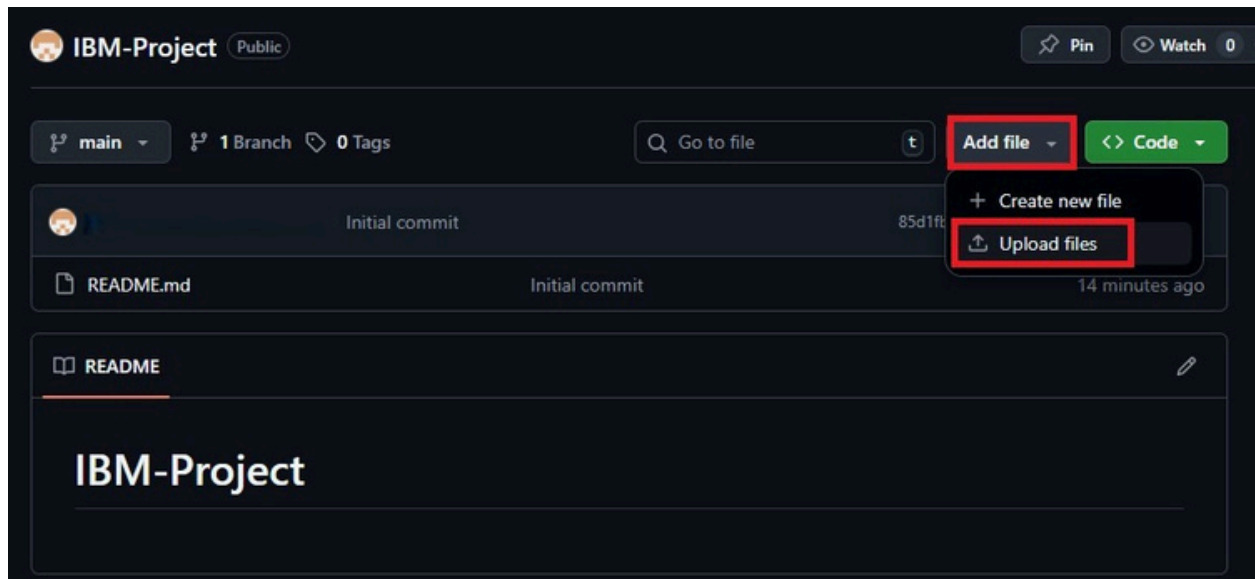 IBM-Project Public Pin Watch 0
main 1 Branch 0 Tags Go to file t Add file <> Code
Create new file
Initial commit 85d1fb
Upload files
README.md Initial commit 14 minutes ago
README
IBM-Project